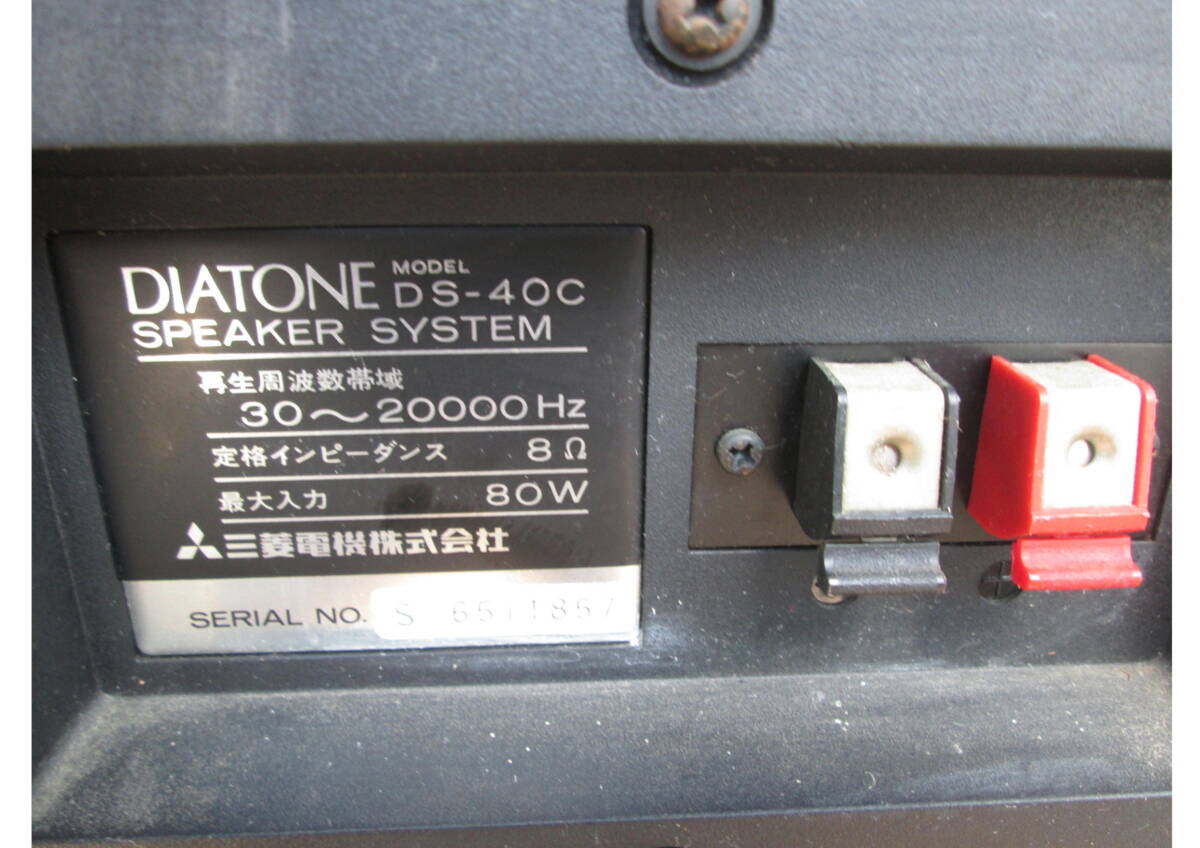 DIATONE MODEL DS-40C
SPEAKER SYSTEM
再生周波数帯域
30～20000Hz
定格インピーダンス 8Ω
最大入力 80W
三菱電機株式会社
SERIAL NO. S 6511857